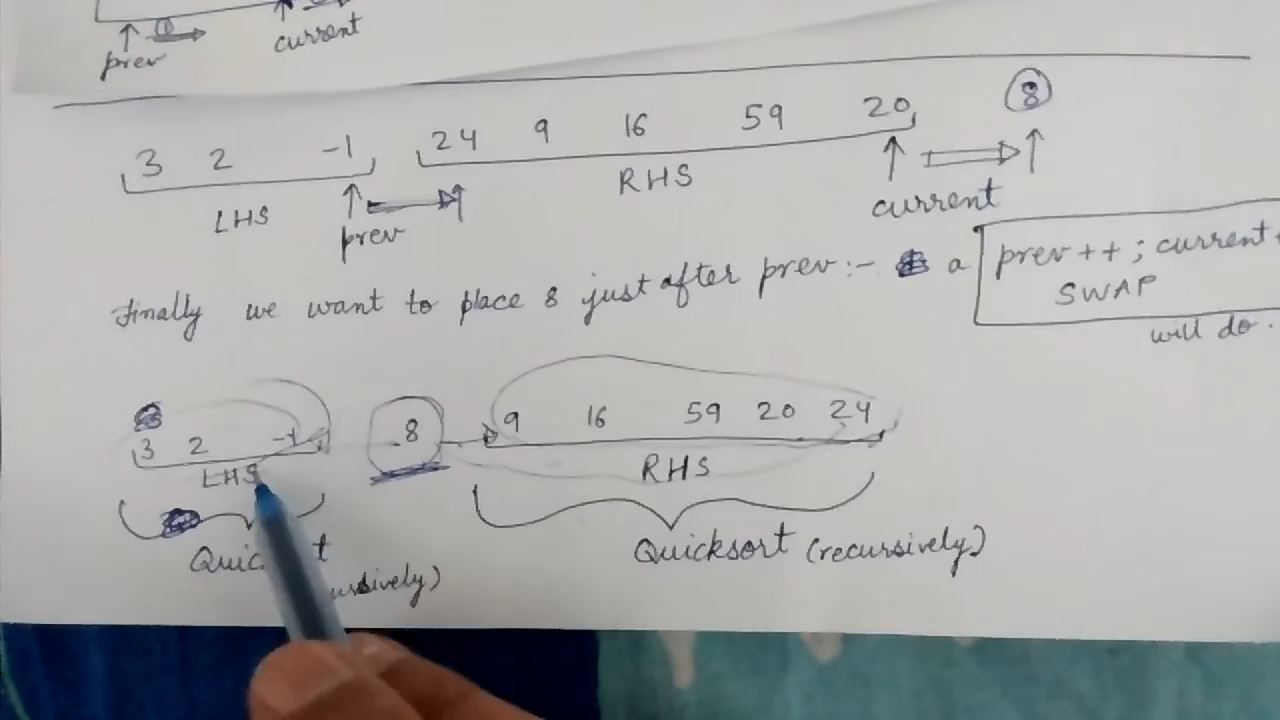 prev current
3 2 -1 24 9 16 59 20 8
LHS RHS
prev current
Finally we want to place 8 just after prev :- a
prev++ ; current
SWAP
will do.
3 2 -1 8 9 16 59 20 24
LHS RHS
Quicksort (recursively)